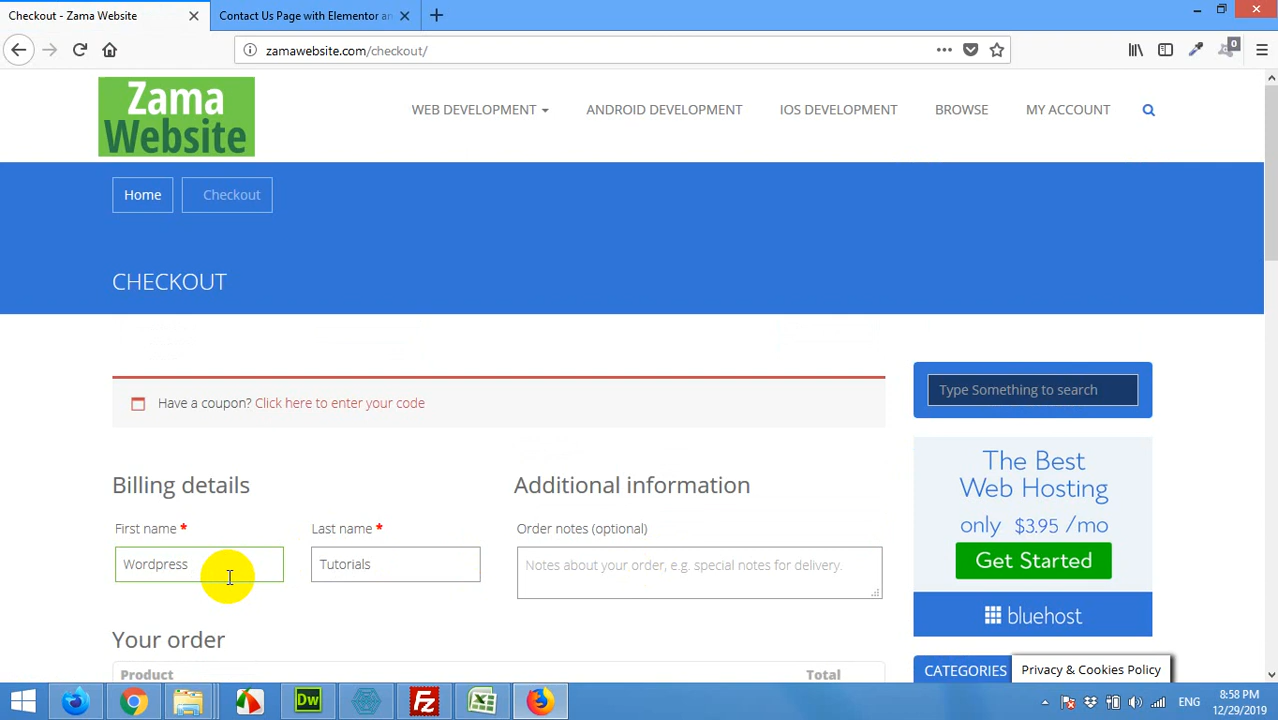 Checkout - Zama Website
Contact Us Page with Elementor an
zamawebsite.com/checkout/
0
Zama
Website
WEB DEVELOPMENT
ANDROID DEVELOPMENT
IOS DEVELOPMENT
BROWSE
MY ACCOUNT
Home
Checkout
CHECKOUT
Have a coupon? Click here to enter your code
Type Something to search
The Best
Web Hosting
only $3.95 /mo
Get Started
bluehost
Billing details
Additional information
First name *
Last name *
Order notes (optional)
Wordpress
Tutorials
Notes about your order, e.g. special notes for delivery.
Your order
Product
Total
CATEGORIES
Privacy & Cookies Policy
Dw
Fz
ENG
8:58 PM
12/29/2019